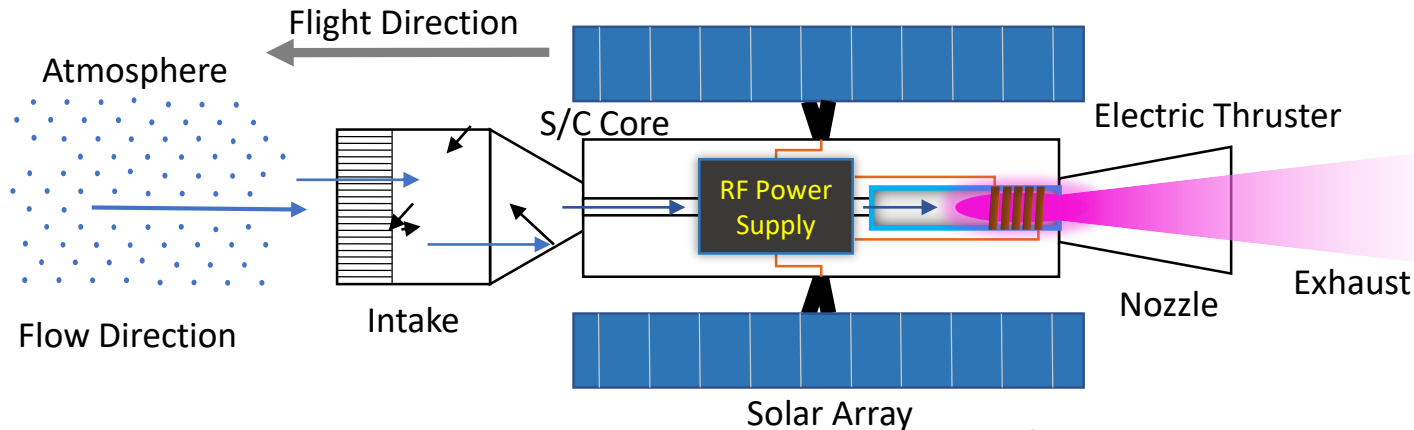 Flight Direction
Atmosphere
S/C Core
Electric Thruster
RF Power
Supply
Intake
Nozzle
Exhaust
Flow Direction
Solar Array